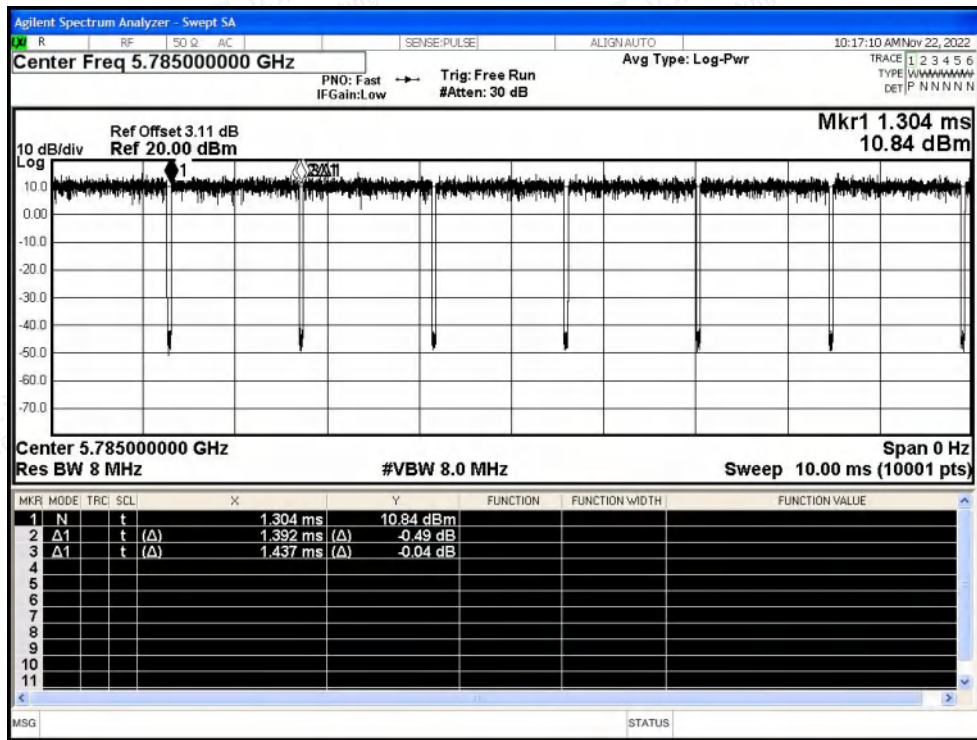 Agilent Spectrum Analyzer - Swept SA
LXI R RF 50 Ω AC SENSE:PULSE ALIGNAUTO 10:17:10 AM Nov 22, 2022
Center Freq 5.785000000 GHz
PNO: Fast
IFGain:Low
Trig: Free Run
#Atten: 30 dB
Avg Type: Log-Pwr
TRACE 1 2 3 4 5 6
TYPE
DET P N N N N N
Mkr1 1.304 ms
10.84 dBm
Ref Offset 3.11 dB
10 dB/div Ref 20.00 dBm
Log
1
10.0
0.00
-10.0
-20.0
-30.0
-40.0
-50.0
-60.0
-70.0
Center 5.785000000 GHz Span 0 Hz
Res BW 8 MHz #VBW 8.0 MHz Sweep 10.00 ms (10001 pts)
MKR MODE TRC SCL X Y FUNCTION FUNCTION WIDTH FUNCTION VALUE
1 N t 1.304 ms 10.84 dBm
2 Δ1 t (Δ) 1.392 ms (Δ) -0.49 dB
3 Δ1 t (Δ) 1.437 ms (Δ) -0.04 dB
4
5
6
7
8
9
10
11
MSG STATUS